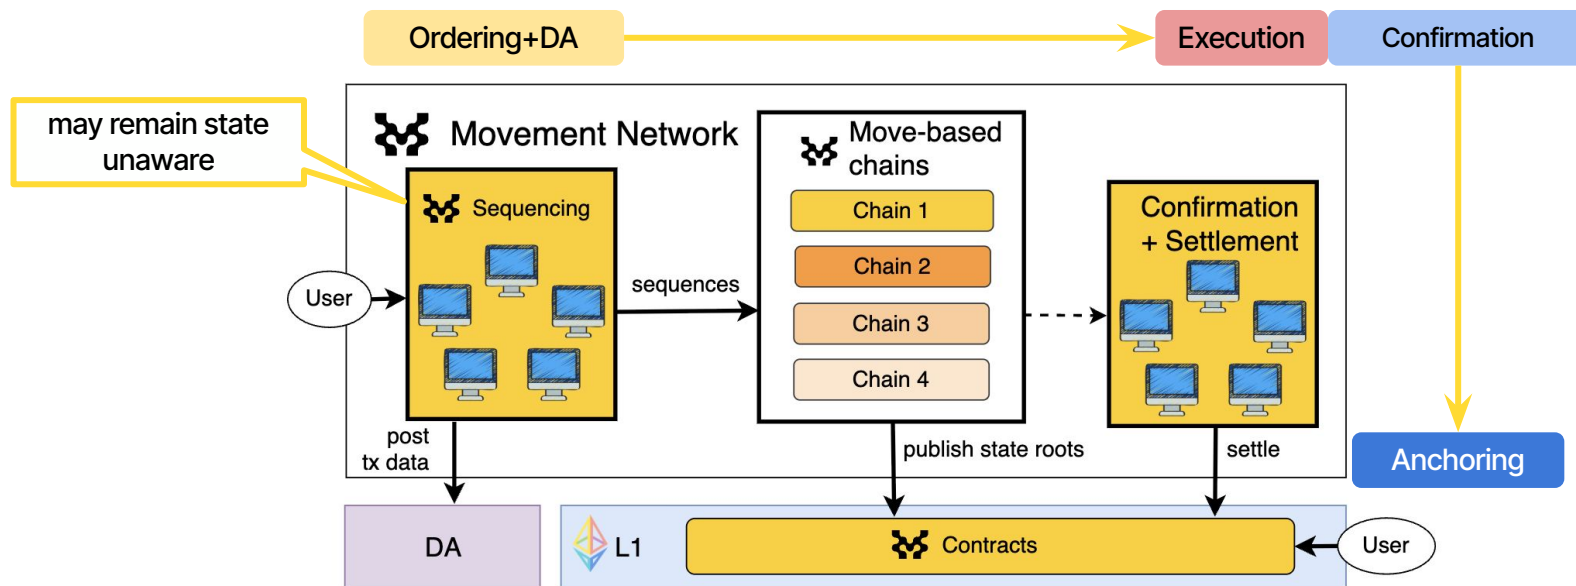 Ordering+DA
Execution
Confirmation
may remain state
unaware
Movement Network
Sequencing
User
post
tx data
sequences
Move-based
chains
Chain 1
Chain 2
Chain 3
Chain 4
publish state roots
Confirmation
+ Settlement
settle
Anchoring
DA
L1
Contracts
User